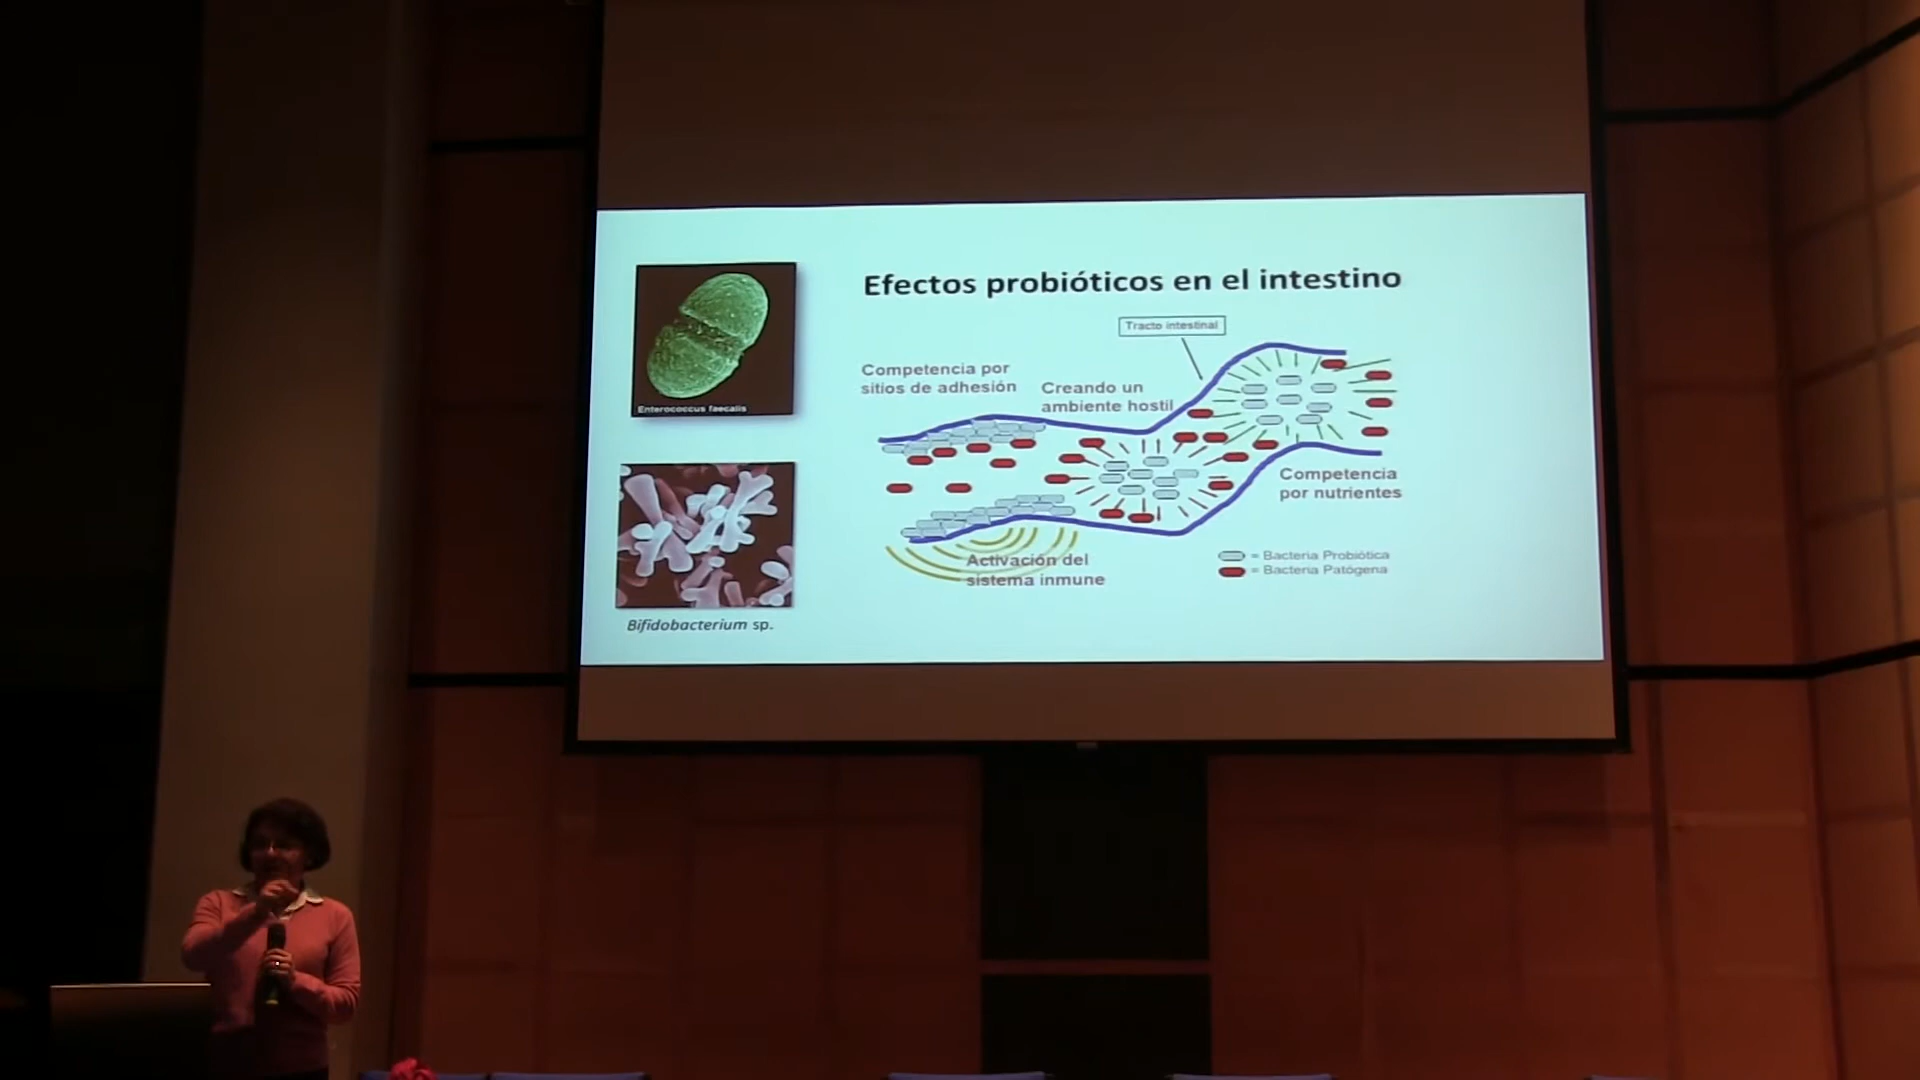 Efectos probióticos en el intestino
Enterococcus faecalis
Bifidobacterium sp.
Tracto intestinal
Competencia por
sitios de adhesión
Creando un
ambiente hostil
Competencia
por nutrientes
Activación del
sistema inmune
= Bacteria Probiótica
= Bacteria Patógena